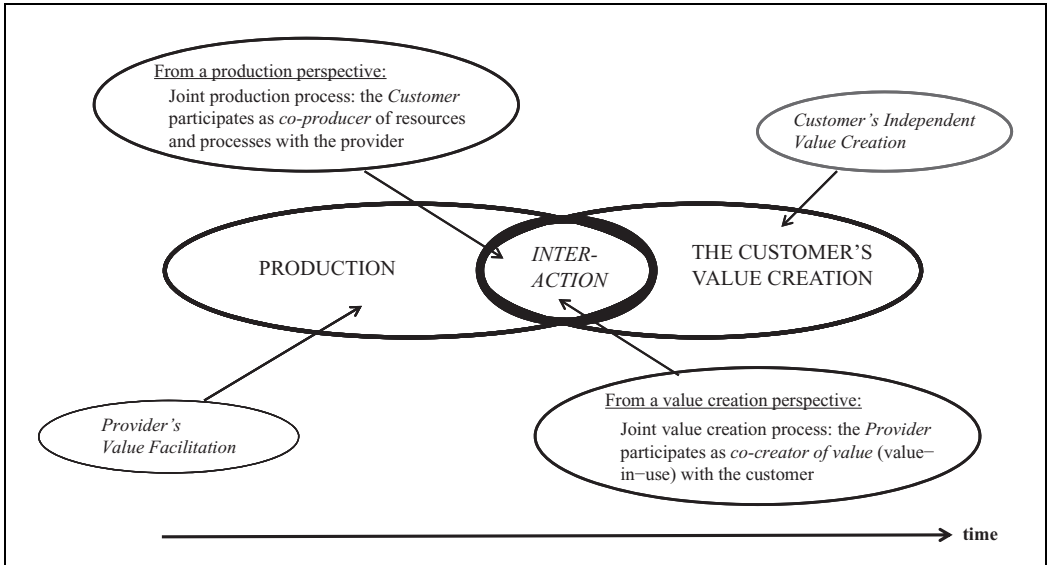 From a production perspective:
Joint production process: the Customer
participates as co-producer of resources
and processes with the provider
Customer's Independent
Value Creation
PRODUCTION
INTER-
ACTION
THE CUSTOMER'S
VALUE CREATION
Provider's
Value Facilitation
From a value creation perspective:
Joint value creation process: the Provider
participates as co-creator of value (value–
in–use) with the customer
time